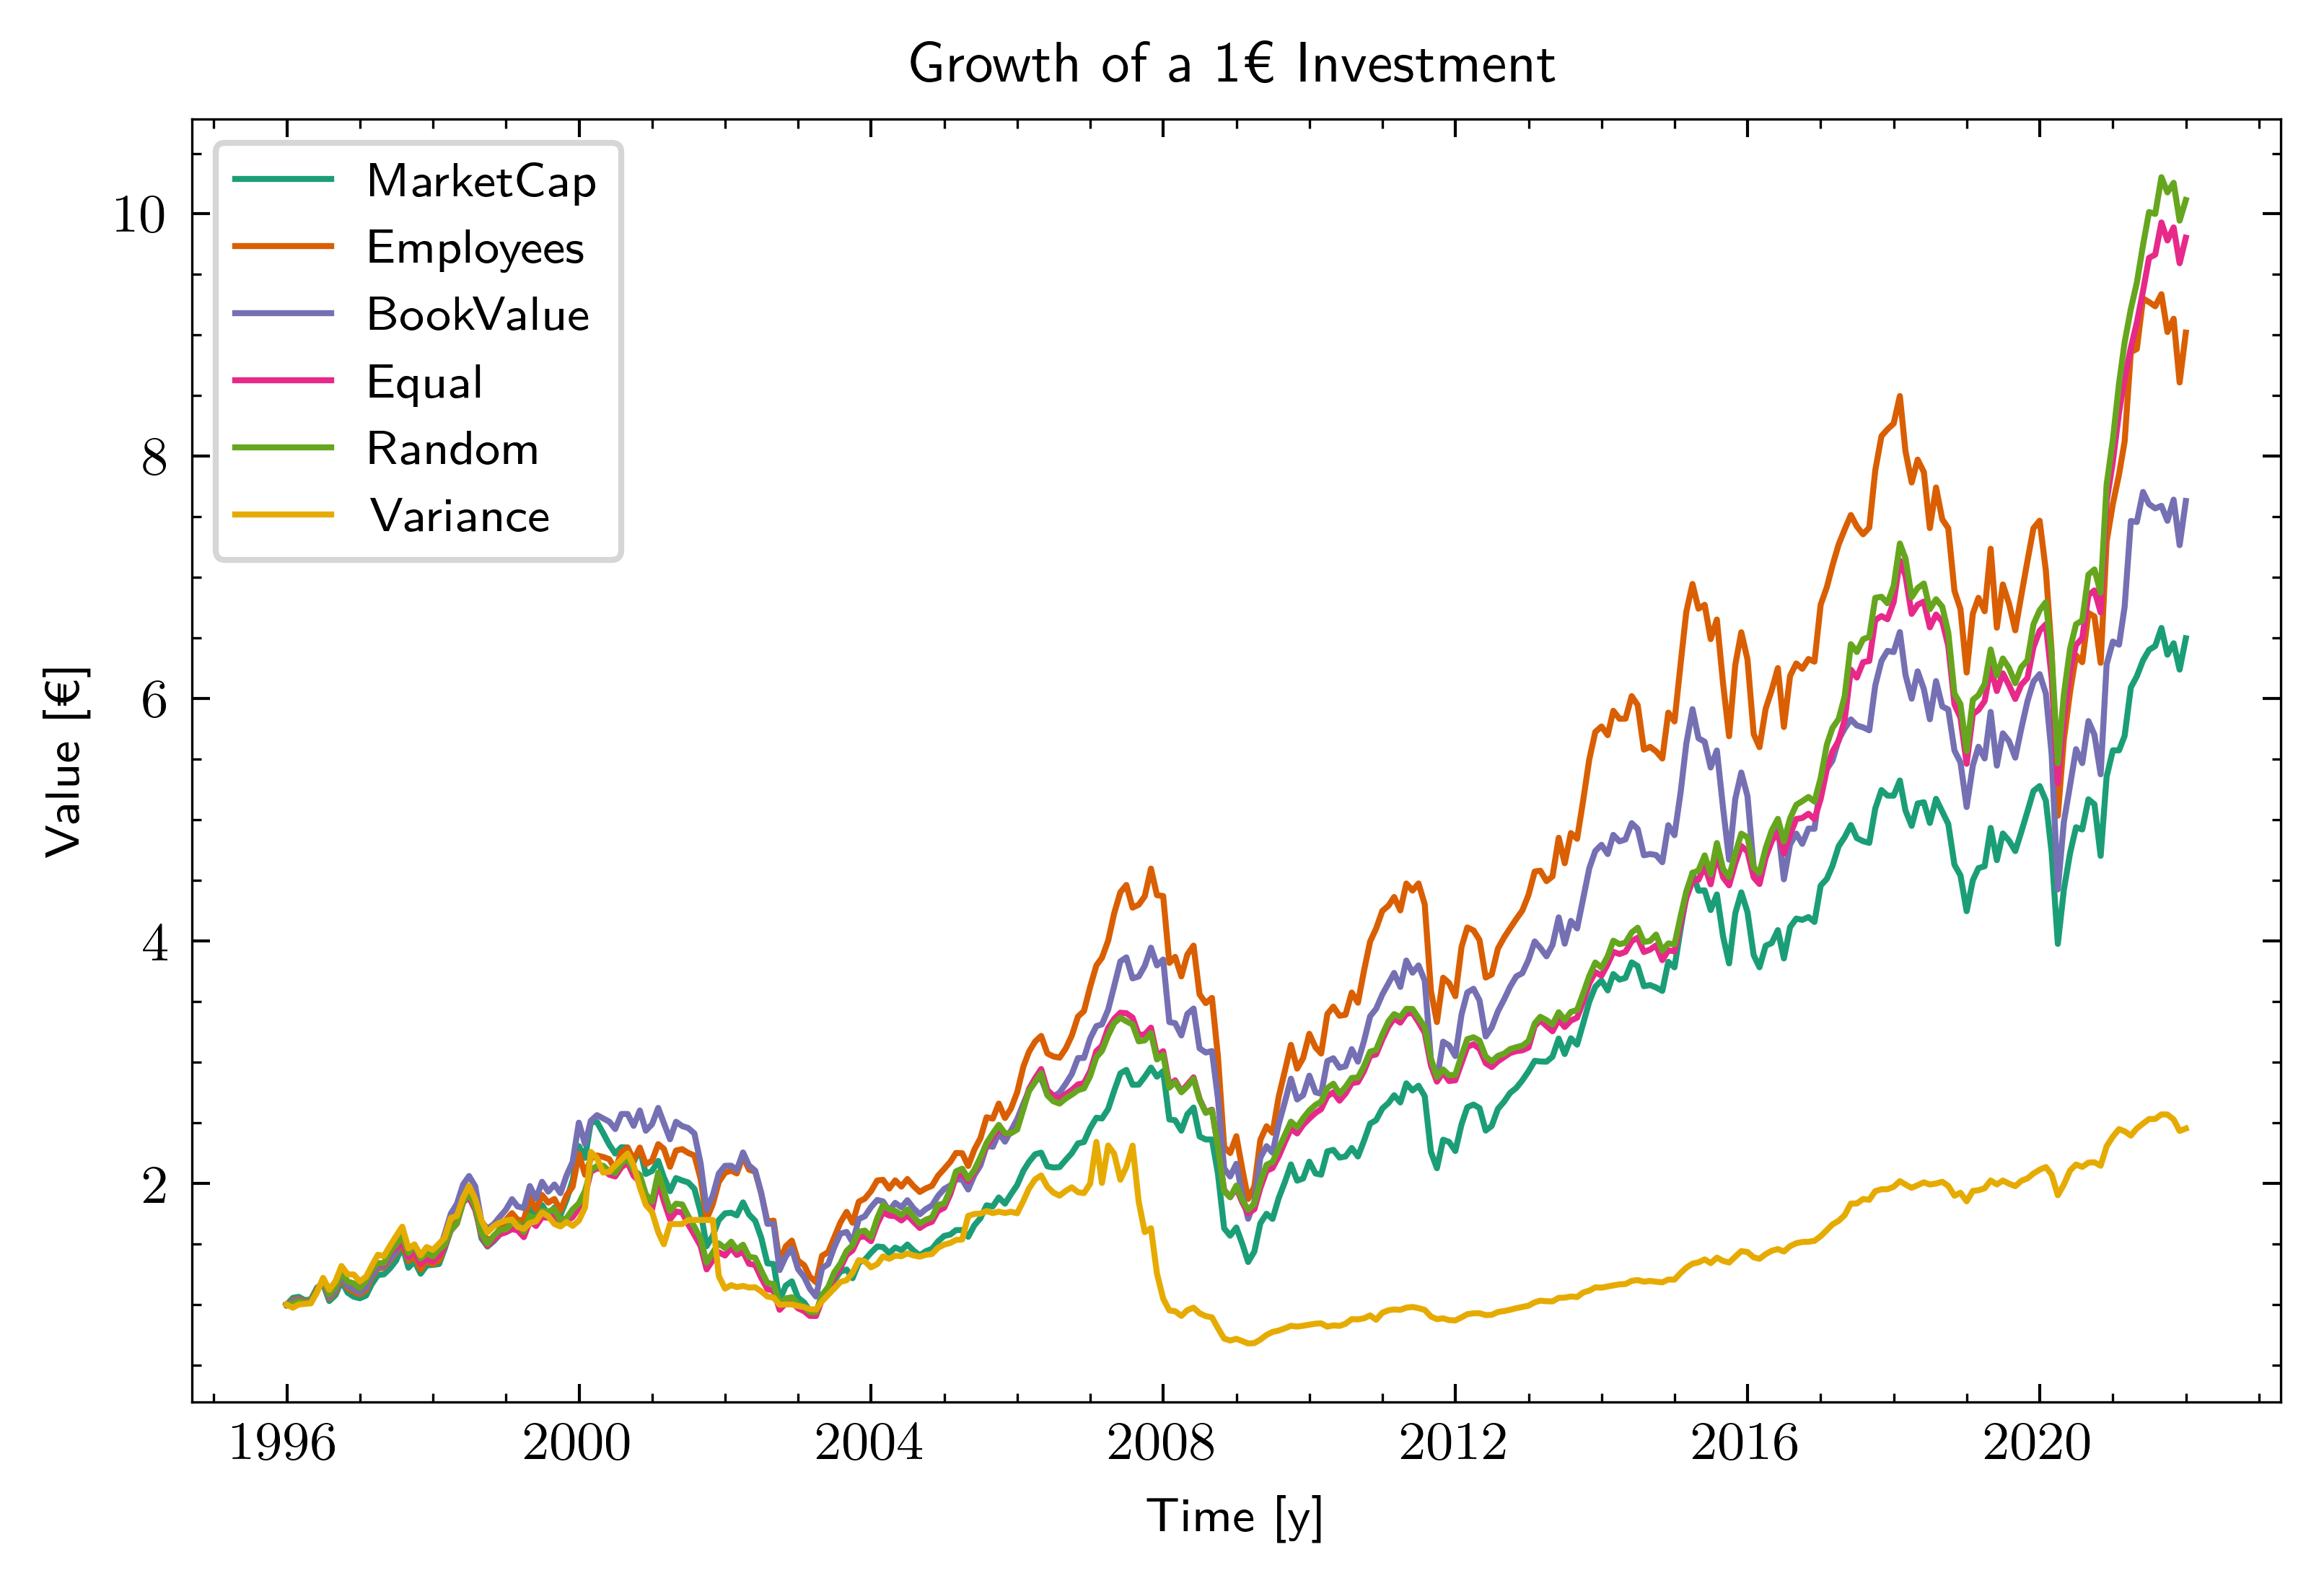 Growth of a 1€ Investment
MarketCap
Employees
BookValue
Equal
Random
Variance
10
8
6
4
2
Value [€]
1996 2000 2004 2008 2012 2016 2020
Time [y]